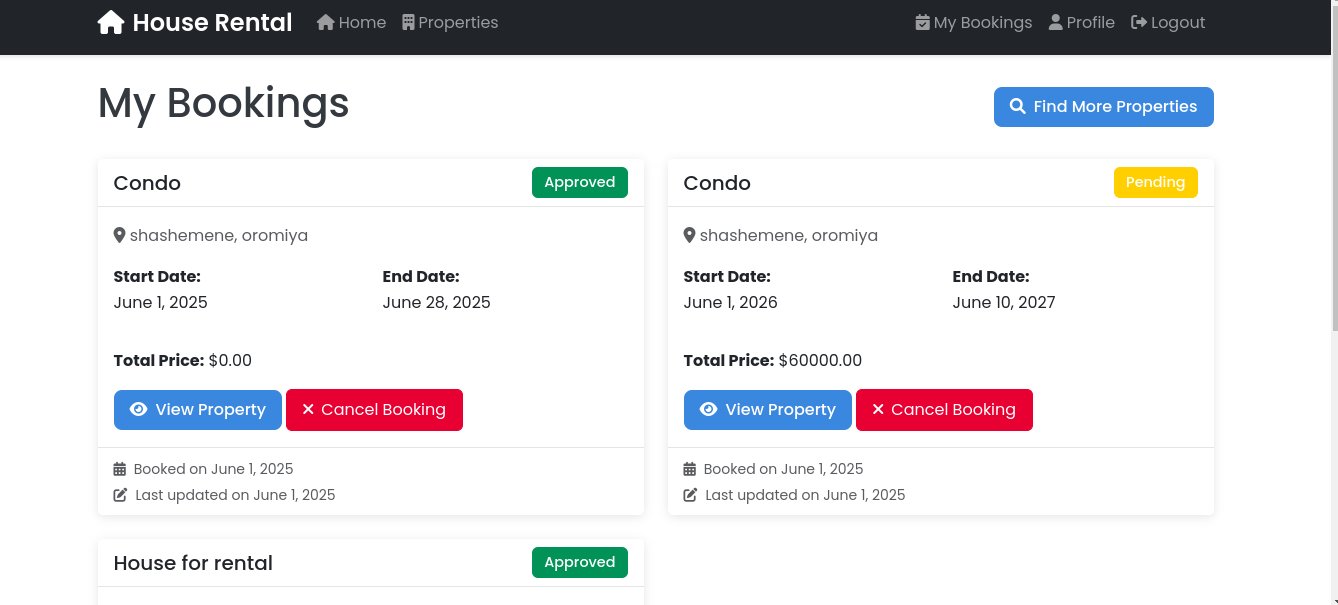 House Rental Home Properties My Bookings Profile Logout
My Bookings
Find More Properties
Condo Approved
shashemene, oromiya
Start Date: End Date:
June 1, 2025 June 28, 2025
Total Price: $0.00
View Property Cancel Booking
Booked on June 1, 2025
Last updated on June 1, 2025
Condo Pending
shashemene, oromiya
Start Date: End Date:
June 1, 2026 June 10, 2027
Total Price: $60000.00
View Property Cancel Booking
Booked on June 1, 2025
Last updated on June 1, 2025
House for rental Approved